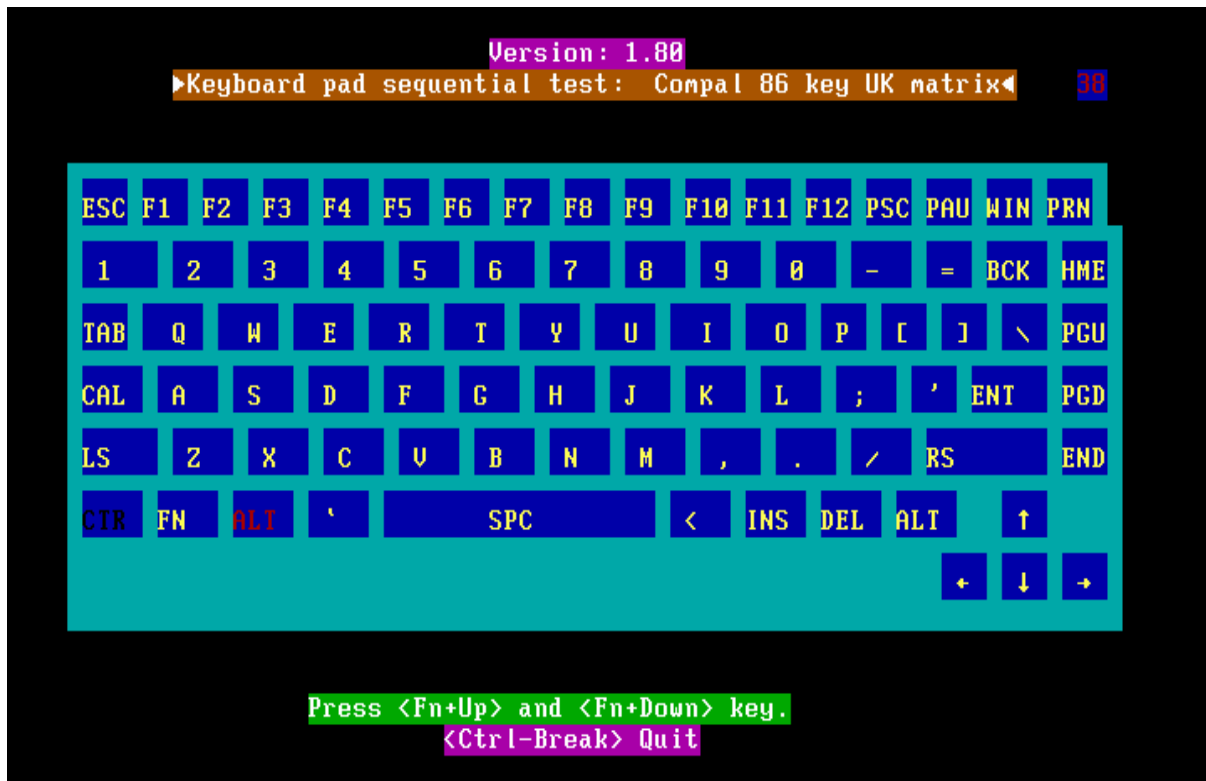 Version: 1.80
►Keyboard pad sequential test: Compal 86 key UK matrix◄ 38
ESC F1 F2 F3 F4 F5 F6 F7 F8 F9 F10 F11 F12 PSC PAU WIN PRN
1 2 3 4 5 6 7 8 9 0 - = BCK HME
TAB Q W E R T Y U I O P [ ] \ PGU
CAL A S D F G H J K L ; ' ENT PGD
LS Z X C V B N M , . / RS END
CTR FN ALT ` SPC < INS DEL ALT ↑
← ↓ →
Press <Fn+Up> and <Fn+Down> key.
<Ctrl-Break> Quit